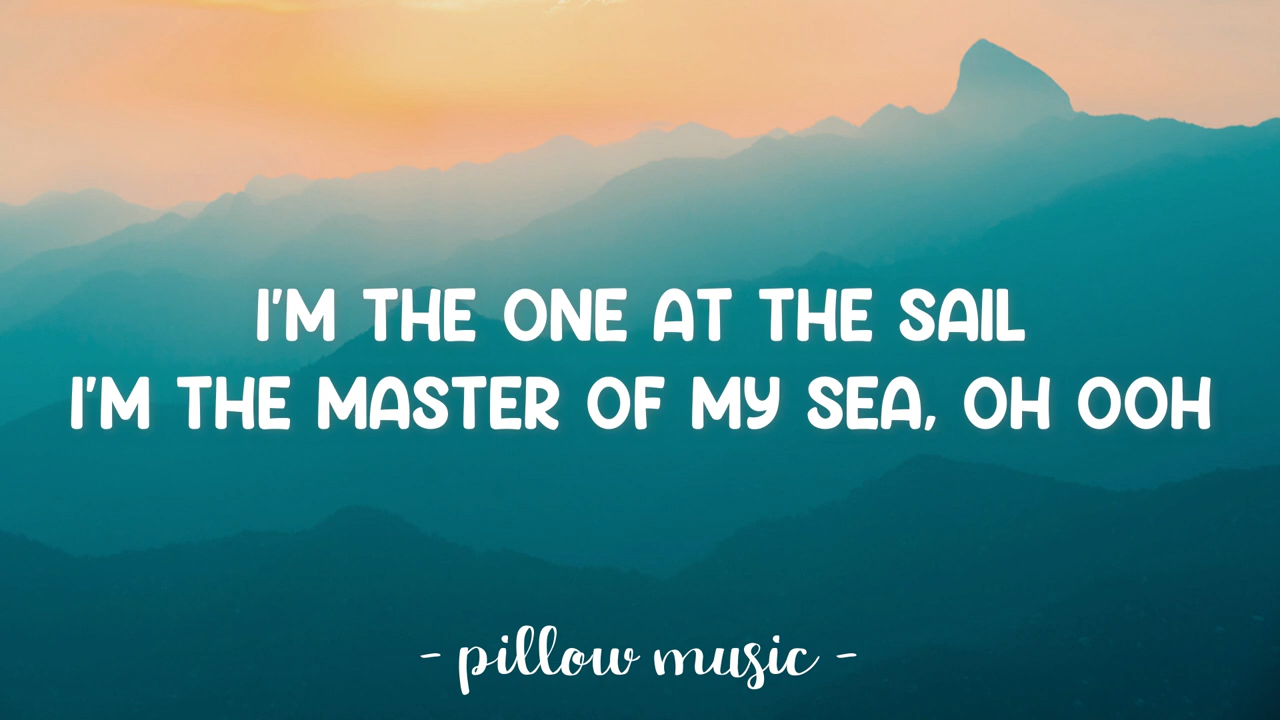 I'M THE ONE AT THE SAIL
I'M THE MASTER OF MY SEA, OH OOH
- pillow music -